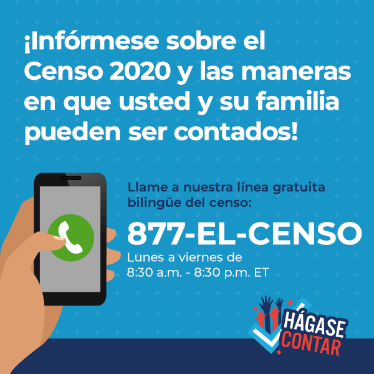 ¡Infórmese sobre el
Censo 2020 y las maneras
en que usted y su familia
pueden ser contados!
Llame a nuestra línea gratuita
bilingüe del censo:
877-EL-CENSO
Lunes a viernes de
8:30 a.m. - 8:30 p.m. ET
HÁGASE
CONTAR